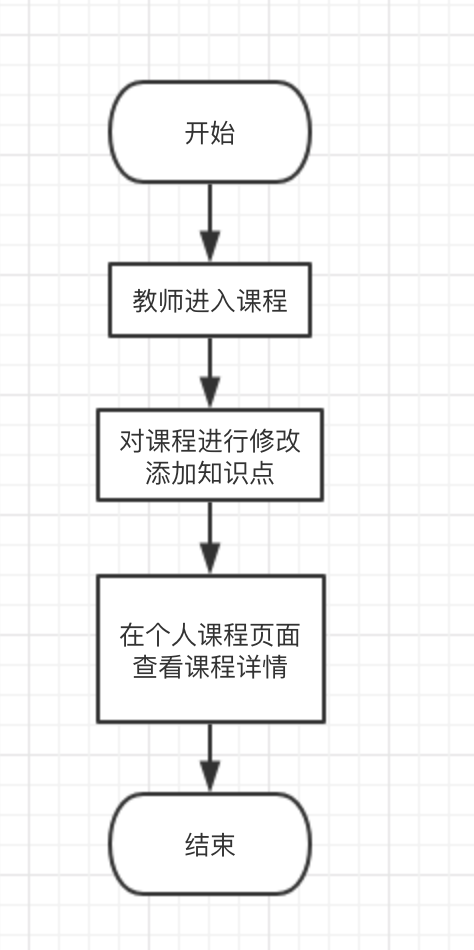 开始
教师进入课程
对课程进行修改
添加知识点
在个人课程页面
查看课程详情
结束